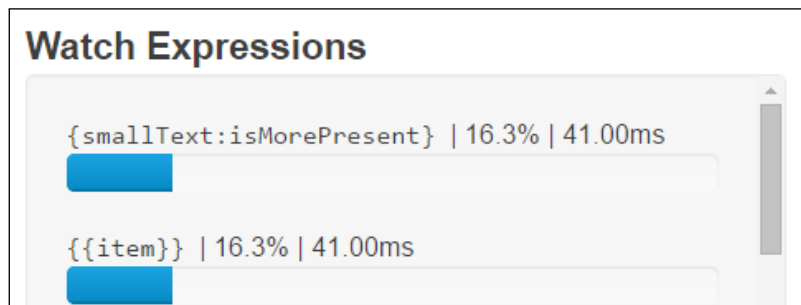 Watch Expressions
{smallText:isMorePresent} | 16.3% | 41.00ms
{{item}} | 16.3% | 41.00ms